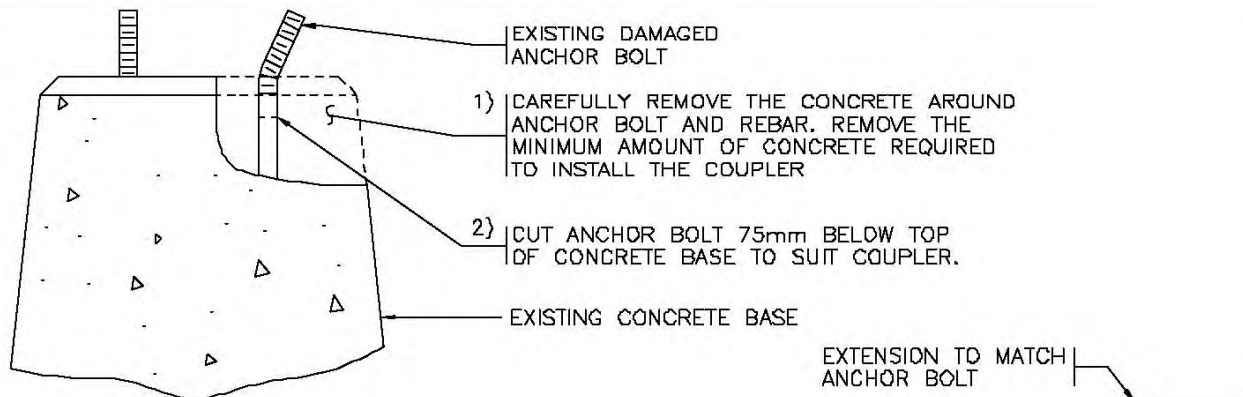 EXISTING DAMAGED
ANCHOR BOLT
1) CAREFULLY REMOVE THE CONCRETE AROUND
ANCHOR BOLT AND REBAR. REMOVE THE
MINIMUM AMOUNT OF CONCRETE REQUIRED
TO INSTALL THE COUPLER
2) CUT ANCHOR BOLT 75mm BELOW TOP
OF CONCRETE BASE TO SUIT COUPLER.
EXISTING CONCRETE BASE
EXTENSION TO MATCH
ANCHOR BOLT